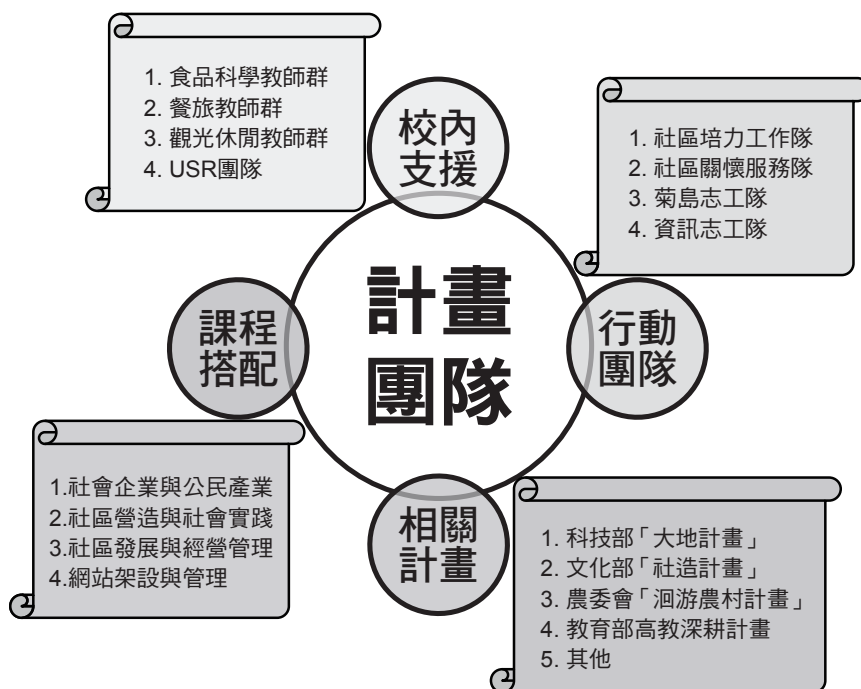 1. 食品科學教師群
2. 餐旅教師群
3. 觀光休閒教師群
4. USR團隊
校內
支援
1. 社區培力工作隊
2. 社區關懷服務隊
3. 菊島志工隊
4. 資訊志工隊
課程
搭配
計畫
團隊
行動
團隊
1.社會企業與公民產業
2.社區營造與社會實踐
3.社區發展與經營管理
4.網站架設與管理
相關
計畫
1. 科技部「大地計畫」
2. 文化部「社造計畫」
3. 農委會「洄游農村計畫」
4. 教育部高教深耕計畫
5. 其他